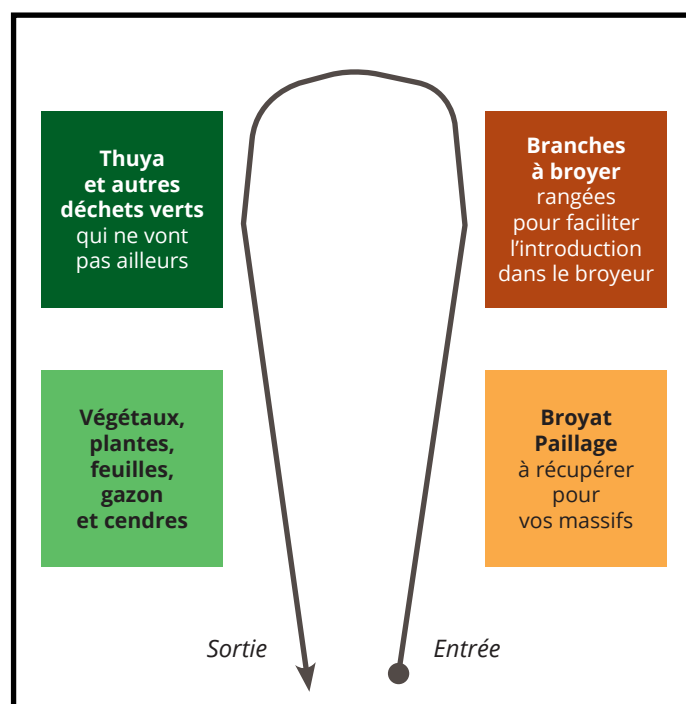 Thuya
et autres
déchets verts
qui ne vont
pas ailleurs
Branches
à broyer
rangées
pour faciliter
l’introduction
dans le broyeur
Végétaux,
plantes,
feuilles,
gazon
et cendres
Broyat
Paillage
à récupérer
pour
vos massifs
Sortie
Entrée